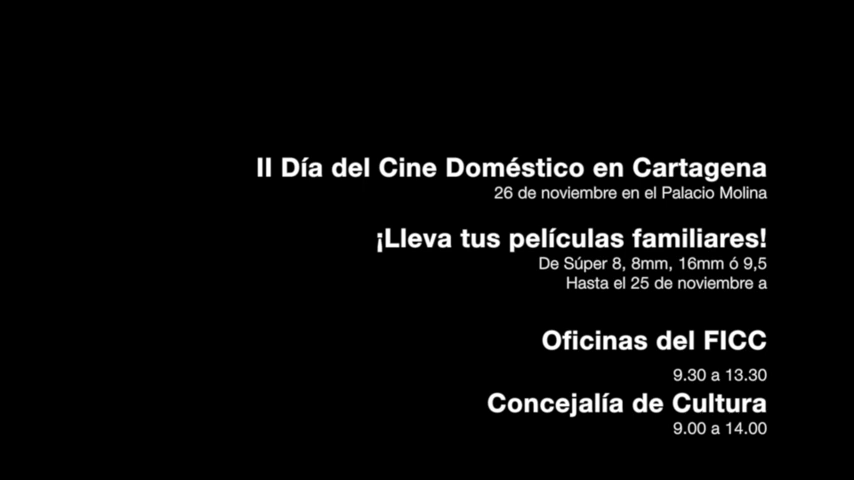 II Día del Cine Doméstico en Cartagena
26 de noviembre en el Palacio Molina
¡Lleva tus películas familiares!
De Súper 8, 8mm, 16mm ó 9,5
Hasta el 25 de noviembre a
Oficinas del FICC
9.30 a 13.30
Concejalía de Cultura
9.00 a 14.00